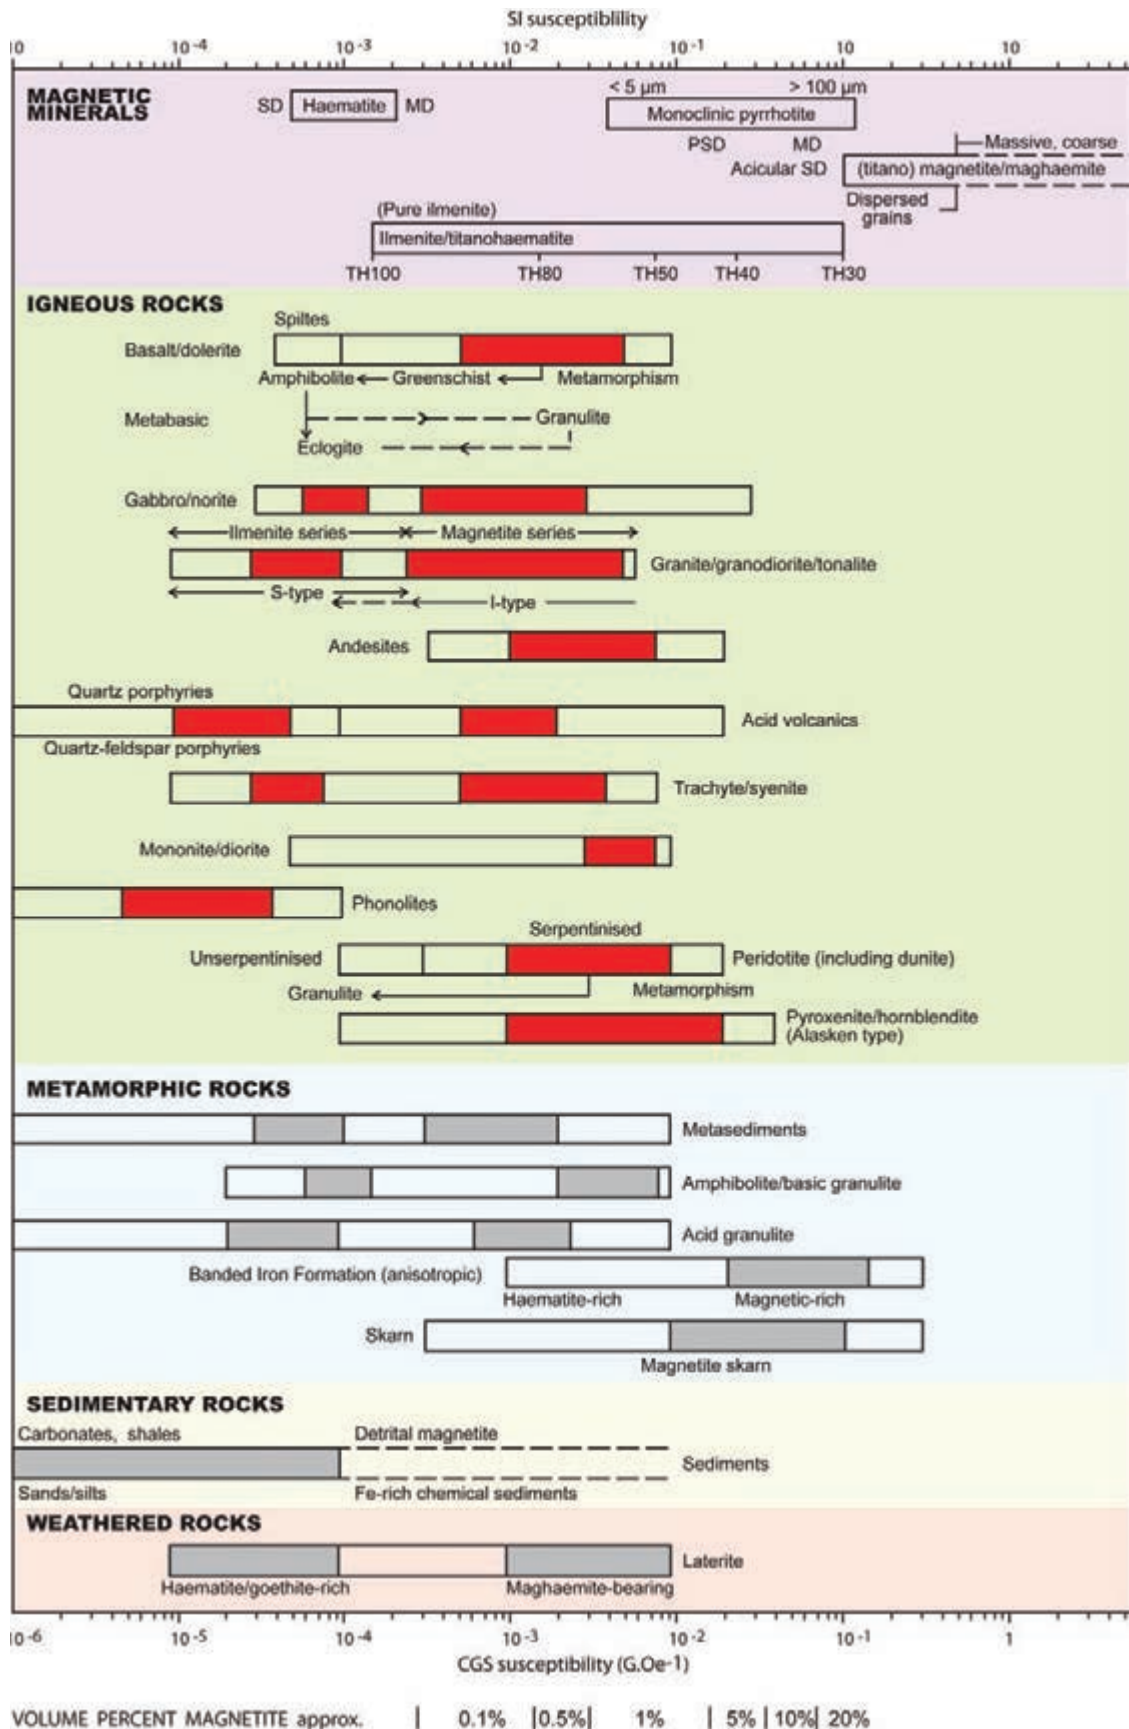 SI susceptiblility
10 10-4 10-3 10-2 10-1 10 10
MAGNETIC
MINERALS
SD Haematite MD
< 5 µm > 100 µm
Monoclinic pyrrhotite
PSD MD
Massive, coarse
Acicular SD (titano) magnetite/maghaemite
Dispersed
grains
(Pure ilmenite)
Ilmenite/titanohaematite
TH100 TH80 TH50 TH40 TH30
IGNEOUS ROCKS
Spiltes
Basalt/dolerite
Amphibolite Greenschist Metamorphism
Metabasic Granulite
Eclogite
Gabbro/norite
Ilmenite series Magnetite series
Granite/granodiorite/tonalite
S-type
I-type
Andesites
Quartz porphyries
Acid volcanics
Quartz-feldspar porphyries
Trachyte/syenite
Mononite/diorite
Phonolites
Serpentinised
Unserpentinised Peridotite (including dunite)
Granulite Metamorphism
Pyroxenite/hornblendite
(Alasken type)
METAMORPHIC ROCKS
Metasediments
Amphibolite/basic granulite
Acid granulite
Banded Iron Formation (anisotropic)
Haematite-rich Magnetic-rich
Skarn
Magnetite skarn
SEDIMENTARY ROCKS
Carbonates, shales Detrital magnetite
Sediments
Sands/silts Fe-rich chemical sediments
WEATHERED ROCKS
Laterite
Haematite/goethite-rich Maghaemite-bearing
10-6 10-5 10-4 10-3 10-2 10-1 1
CGS susceptibility (G.Oe-1)
VOLUME PERCENT MAGNETITE approx. | 0.1% |0.5%| 1% | 5% | 10%| 20%